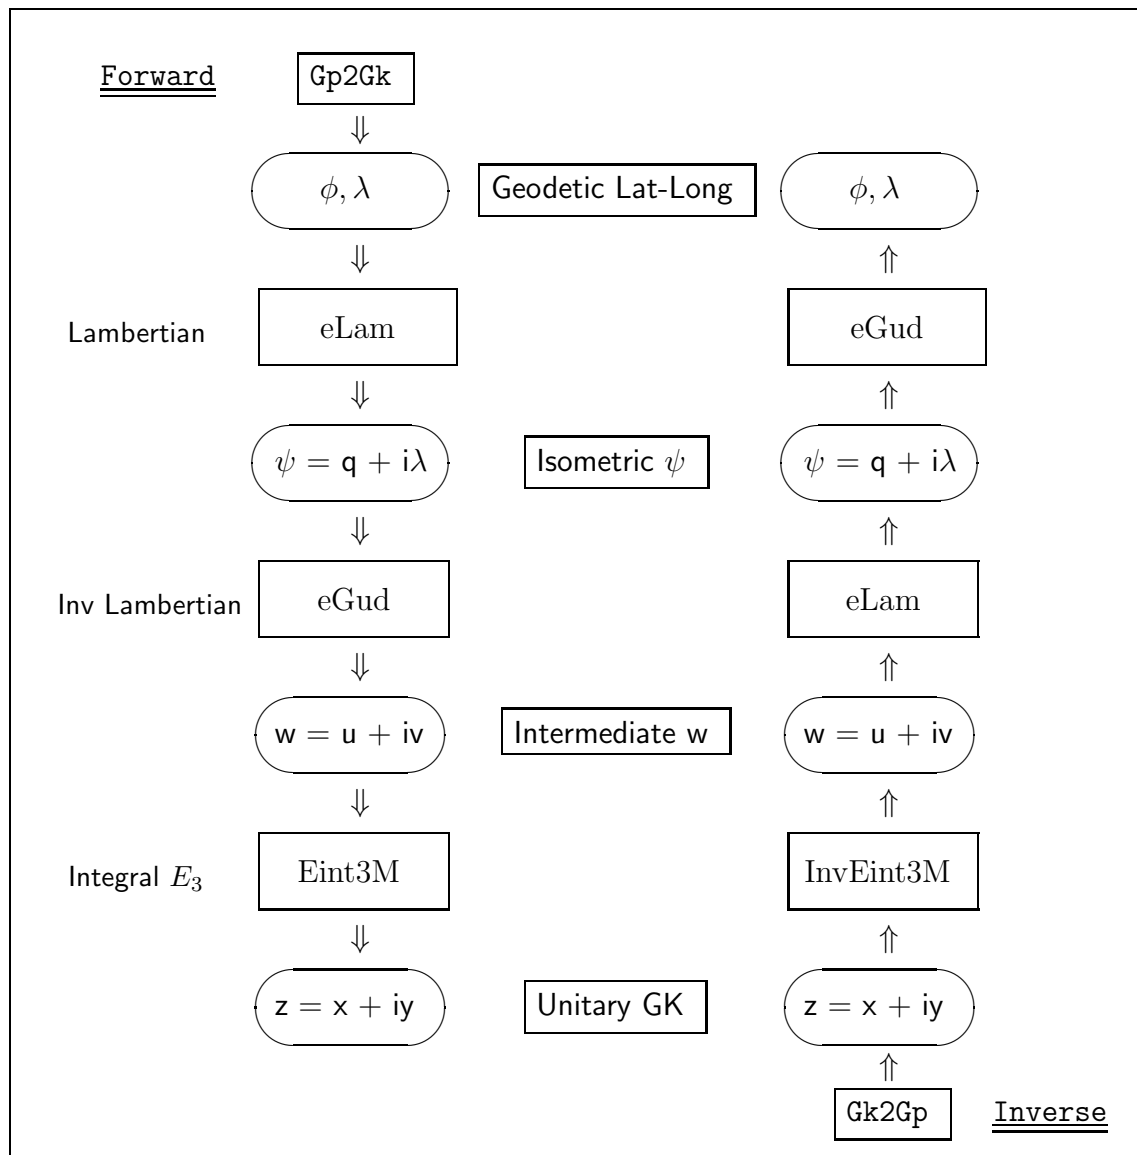 Forward Gp2Gk
⇓
ϕ, λ Geodetic Lat-Long ϕ, λ
⇓ ⇑
Lambertian eLam eGud
⇓ ⇑
ψ = q + iλ Isometric ψ ψ = q + iλ
⇓ ⇑
Inv Lambertian eGud eLam
⇓ ⇑
w = u + iv Intermediate w w = u + iv
⇓ ⇑
Integral E₃ Eint3M InvEint3M
⇓ ⇑
z = x + iy Unitary GK z = x + iy
⇑
Gk2Gp Inverse